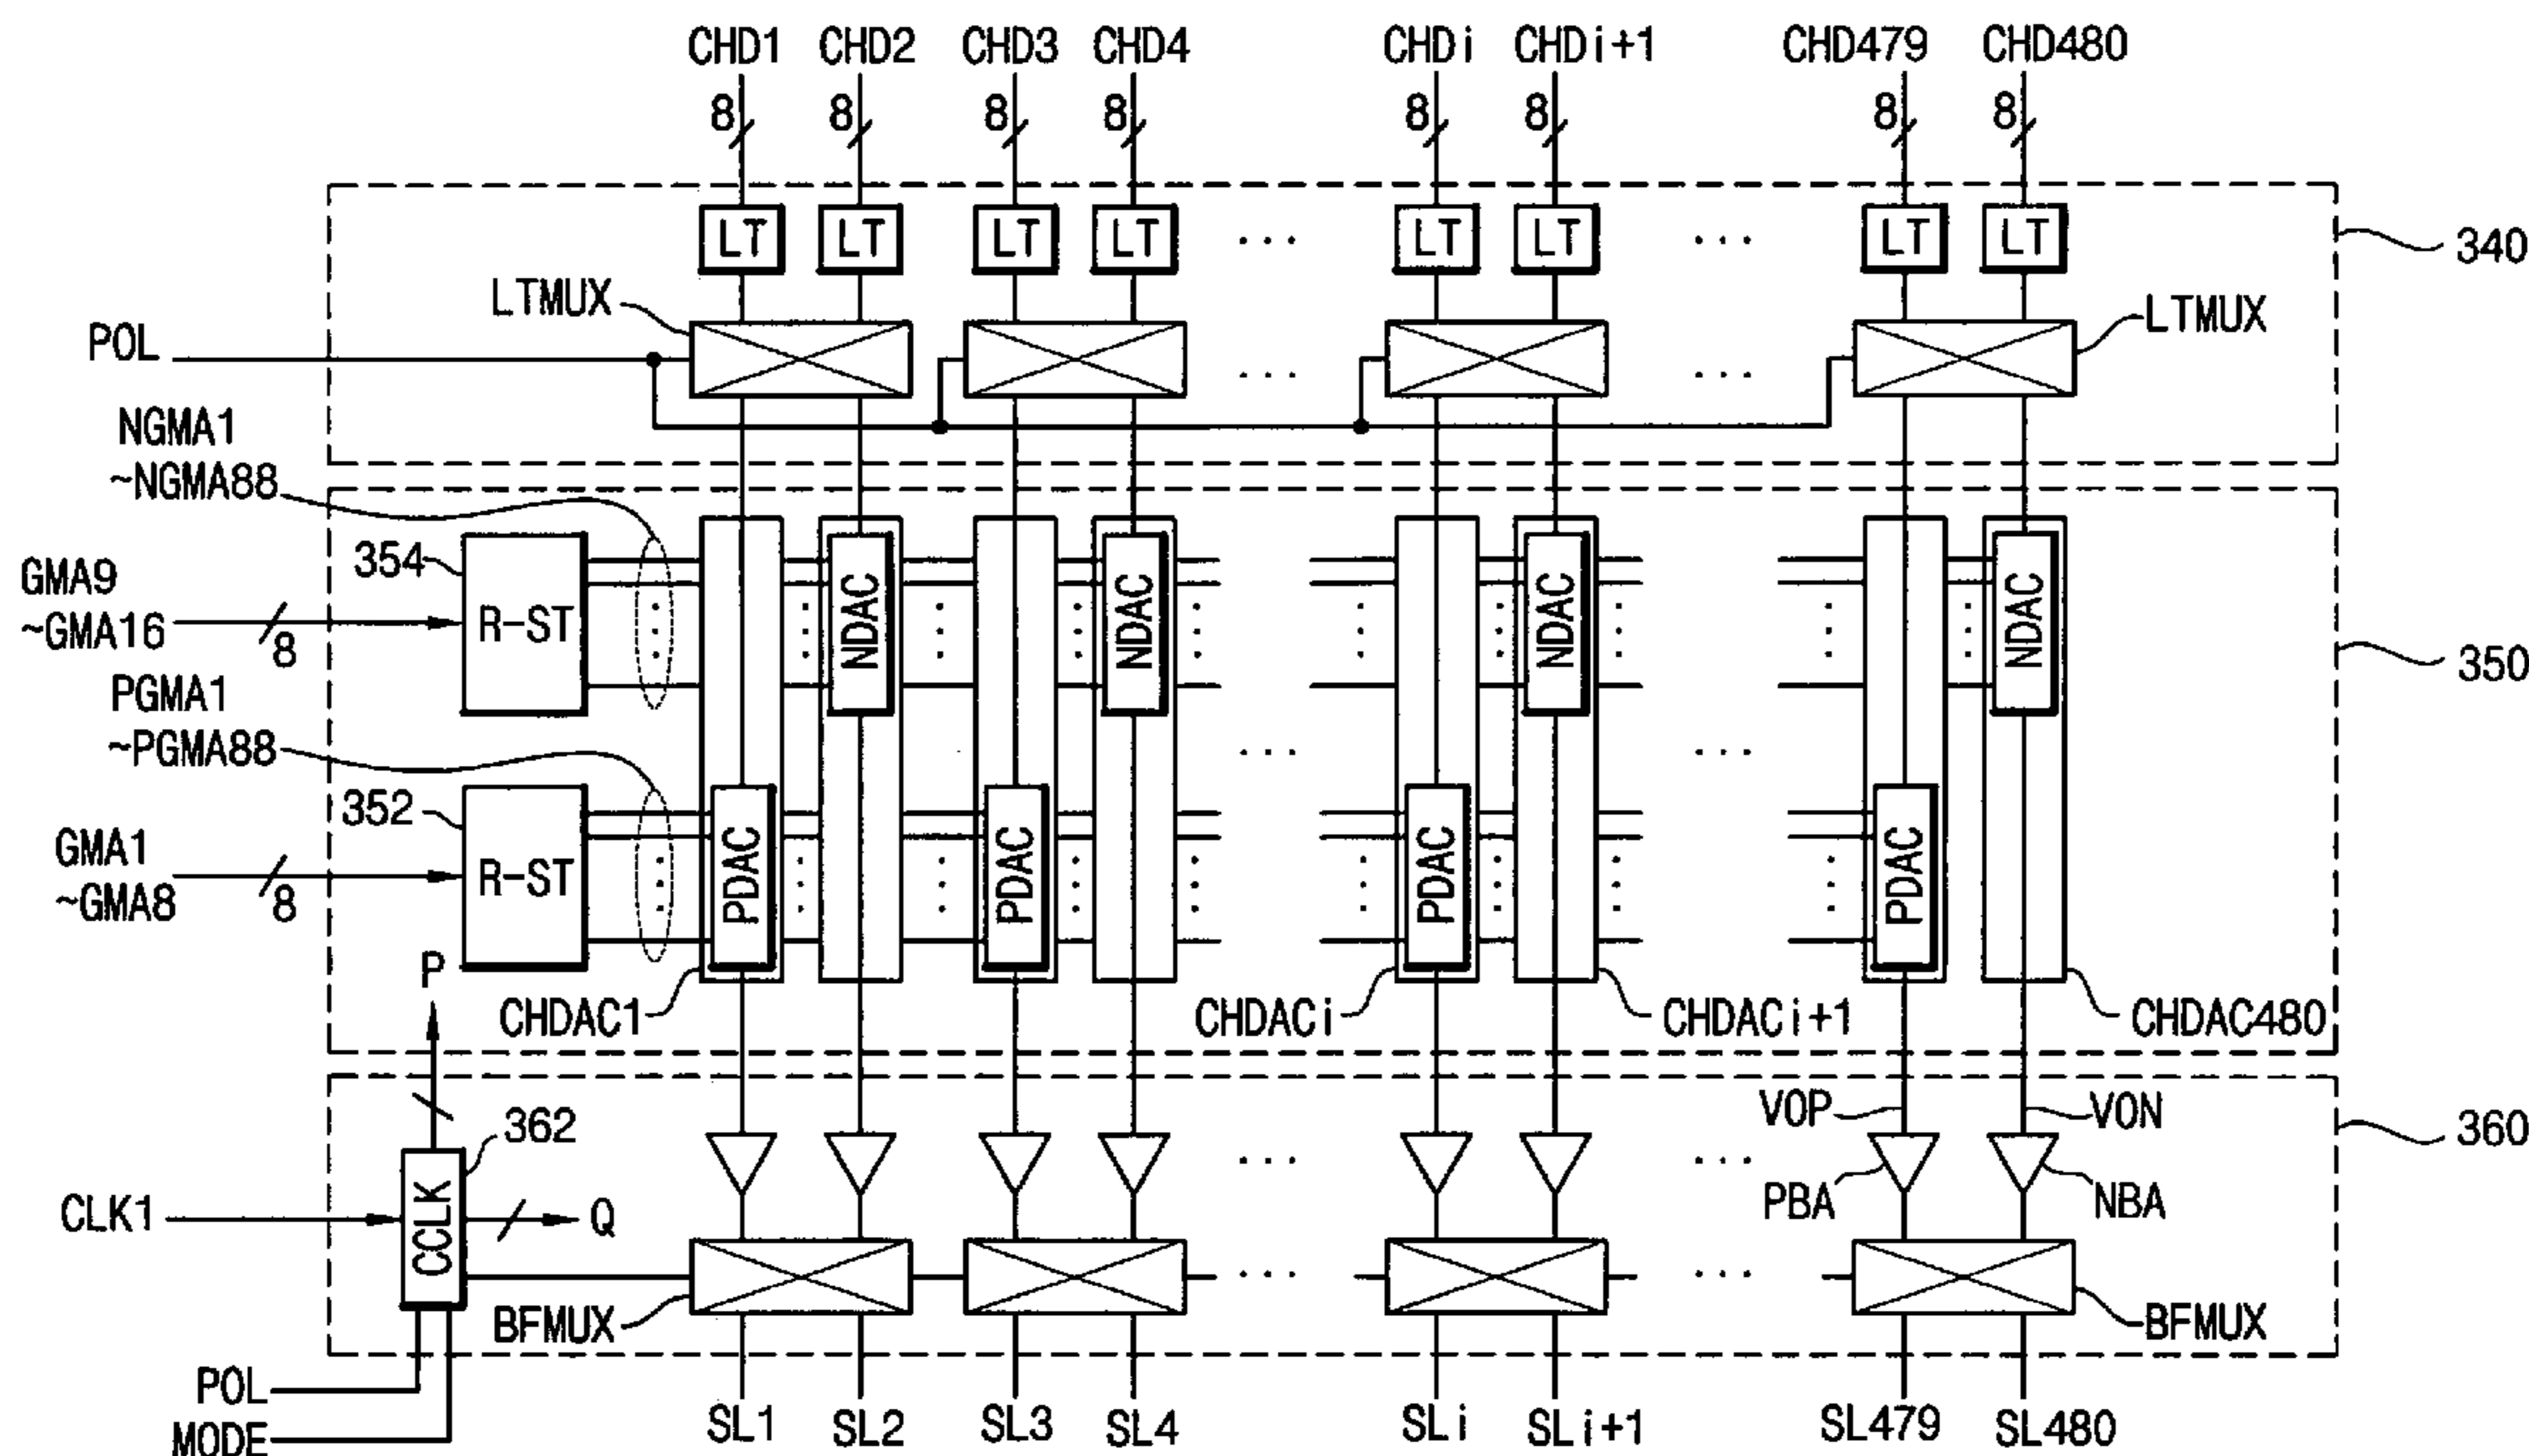 CHD1 CHD2 CHD3 CHD4 CHDi CHDi+1 CHD479 CHD480
8 8 8 8 8 8 8 8
LT LT LT LT ... LT LT ... LT LT
340
LTMUX
LTMUX
POL
... ...
NGMA1
~NGMA88
354
GMA9
~GMA16
8
R-ST
NDAC NDAC NDAC NDAC
350
PGMA1
~PGMA88
... ...
352
GMA1
~GMA8
8
R-ST
PDAC PDAC PDAC PDAC
P
CHDAC1 CHDACi CHDACi+1 CHDAC480
362
VOP VON
360
... ...
PBA NBA
CLK1
CCLK
Q
... ...
BFMUX
BFMUX
POL
MODE
SL1 SL2 SL3 SL4 SLi SLi+1 SL479 SL480